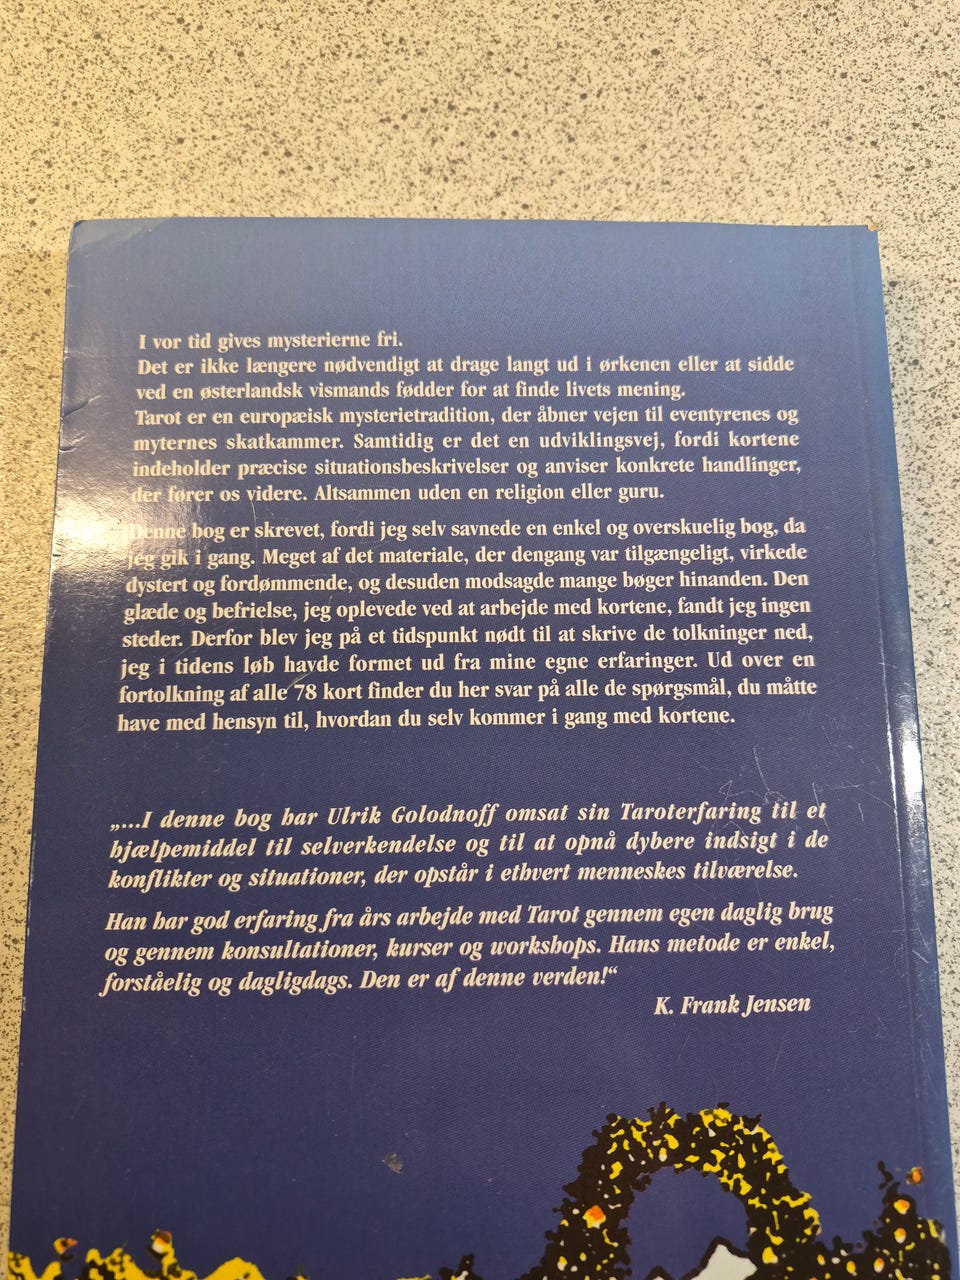 I vor tid gives mysterierne fri.
Det er ikke længere nødvendigt at drage langt ud i ørkenen eller at sidde
ved en østerlandsk vismands fødder for at finde livets mening.
Tarot er en europæisk mysterietradition, der åbner vejen til eventyrenes og
myternes skatkammer. Samtidig er det en udviklingsvej, fordi kortene
indeholder præcise situationsbeskrivelser og anviser konkrete handlinger,
der fører os videre. Altsammen uden en religion eller guru.
Denne bog er skrevet, fordi jeg selv savnede en enkel og overskuelig bog, da
jeg gik i gang. Meget af det materiale, der dengang var tilgængeligt, virkede
dystert og fordømmende, og desuden modsagde mange bøger hinanden. Den
glæde og befrielse, jeg oplevede ved at arbejde med kortene, fandt jeg ingen
steder. Derfor blev jeg på et tidspunkt nødt til at skrive de tolkninger ned,
jeg i tidens løb havde formet ud fra mine egne erfaringer. Ud over en
fortolkning af alle 78 kort finder du her svar på alle de spørgsmål, du måtte
have med hensyn til, hvordan du selv kommer i gang med kortene.
„...I denne bog har Ulrik Golodnoff omsat sin Taroterfaring til et
hjælpemiddel til selverkendelse og til at opnå dybere indsigt i de
konflikter og situationer, der opstår i ethvert menneskes tilværelse.
Han har god erfaring fra års arbejde med Tarot gennem egen daglig brug
og gennem konsultationer, kurser og workshops. Hans metode er enkel,
forståelig og dagligdags. Den er af denne verden!“
K. Frank Jensen